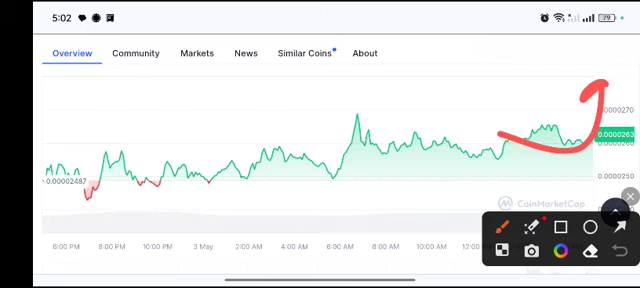 5:02
79
Overview Community Markets News Similar Coins About
0.0000270
0.0000263
0.0000260
0.00002487
0.0000250
CoinMarketCap
6:00 PM 8:00 PM 10:00 PM 3 May 2:00 AM 4:00 AM 6:00 AM 8:00 AM 10:00 AM